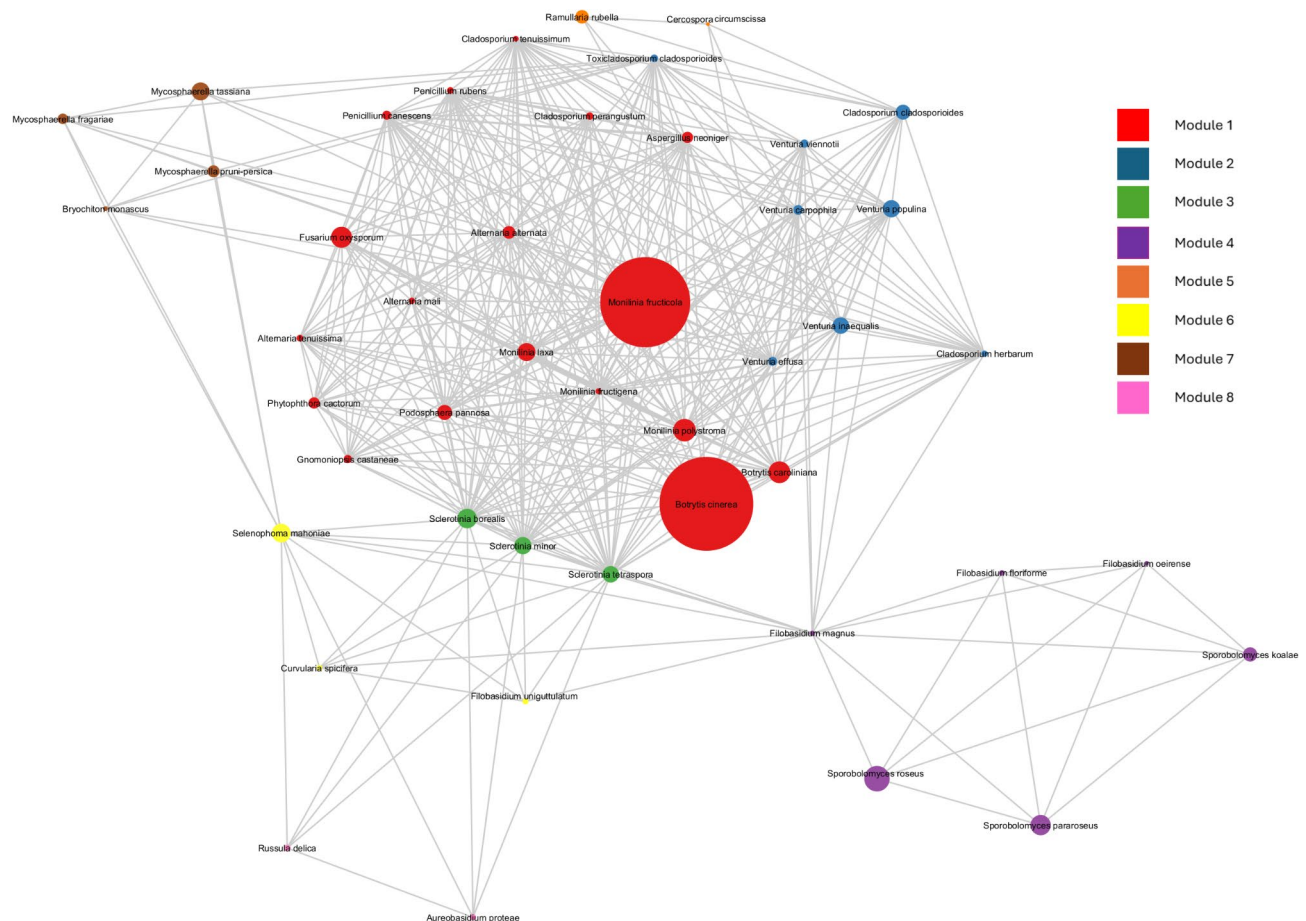 Ramullaria rubella
Cercospora circumscissa
Cladosporium tenuissimum
Toxicladosporium cladosporioides
Mycosphaerella tassiana
Penicillium rubens
Mycosphaerella fragariae
Penicillium canescens
Cladosporium perangustum
Cladosporium cladosporioides
Aspergillus neoniger
Venturia viennotii
Mycosphaerella pruni-persica
Bryochiton monascus
Venturia carpophila
Venturia populina
Fusarium oxysporum
Alternaria alternata
Alternaria mali
Monilinia fructicola
Venturia inaequalis
Alternaria tenuissima
Monilinia laxa
Venturia effusa
Cladosporium herbarum
Monilinia fructigena
Phytophthora cactorum
Podosphaera pannosa
Monilinia polystroma
Gnomoniopsis castaneae
Botrytis caroliniana
Botrytis cinerea
Sclerotinia borealis
Selenophoma mahoniae
Sclerotinia minor
Sclerotinia tetraspora
Filobasidium floriforme
Filobasidium oeirense
Filobasidium magnus
Sporobolomyces koalae
Curvularia spicifera
Filobasidium uniguttulatum
Sporobolomyces roseus
Sporobolomyces pararoseus
Russula delica
Aureobasidium proteae
Module 1
Module 2
Module 3
Module 4
Module 5
Module 6
Module 7
Module 8